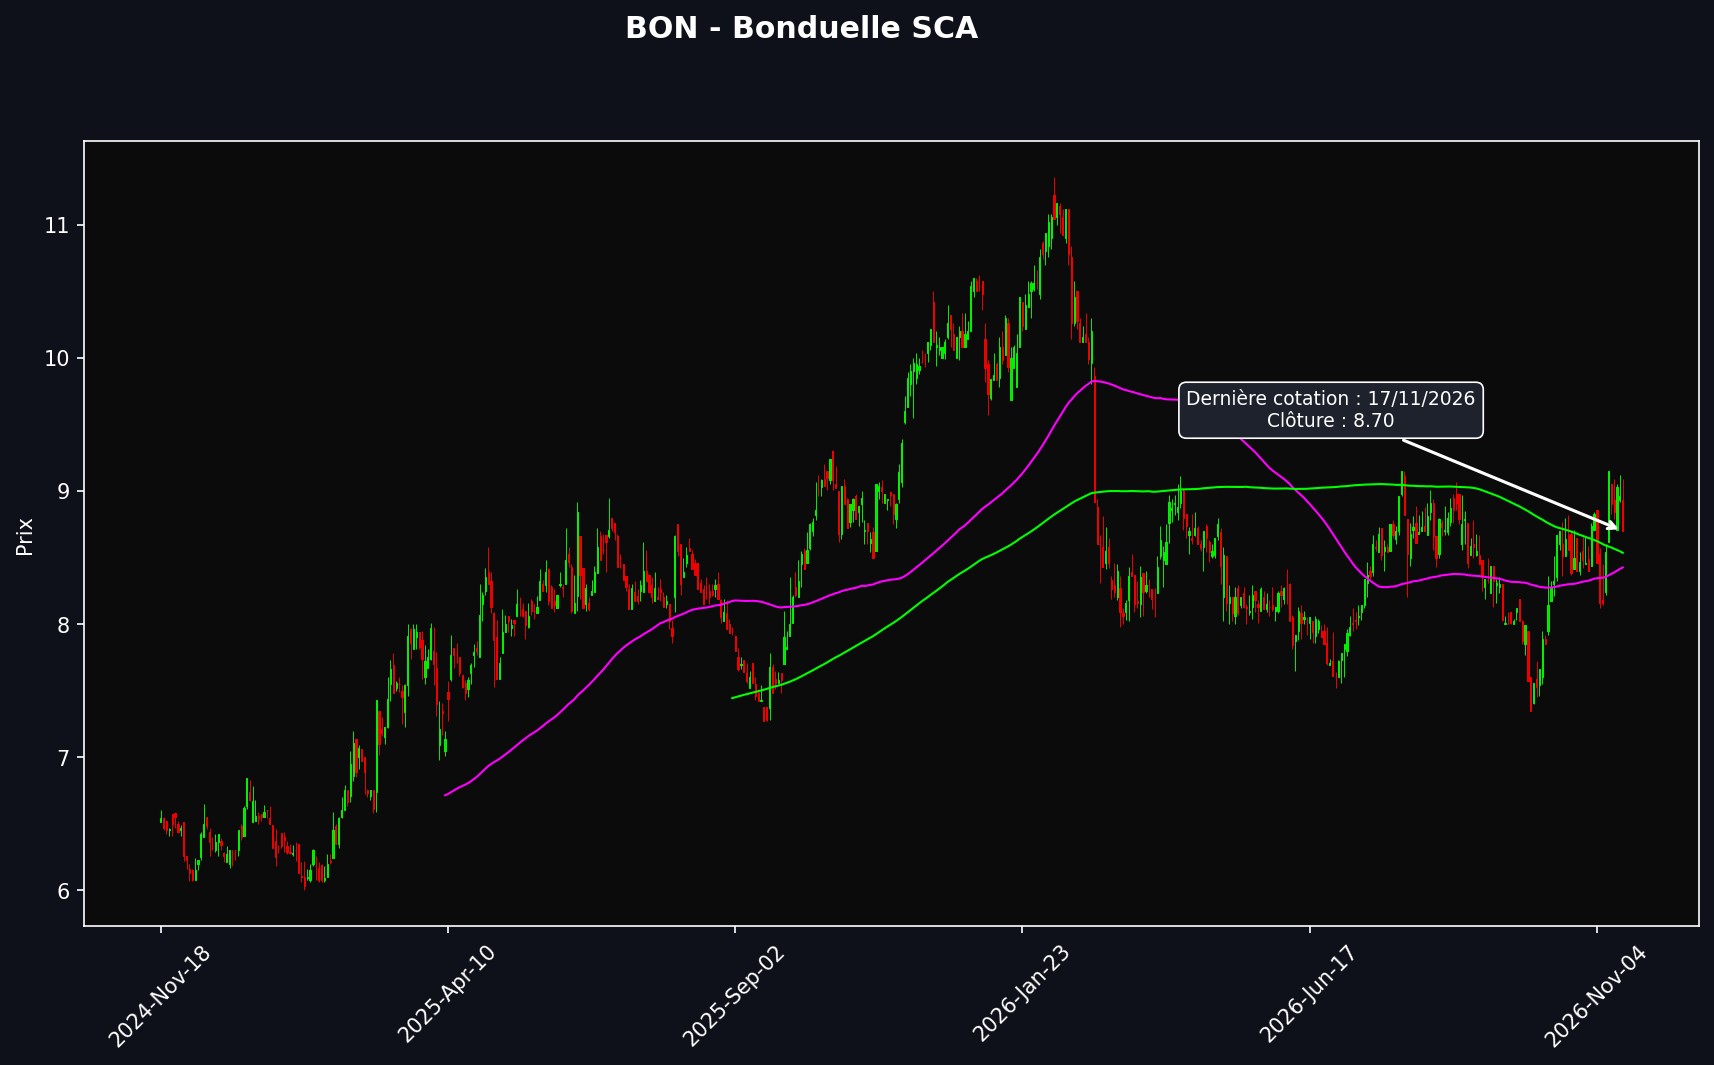 BON - Bonduelle SCA
Prix
11
10
9
8
7
6
Dernière cotation : 17/11/2026
Clôture : 8.70
2024-Nov-18
2025-Apr-10
2025-Sep-02
2026-Jan-23
2026-Jun-17
2026-Nov-04